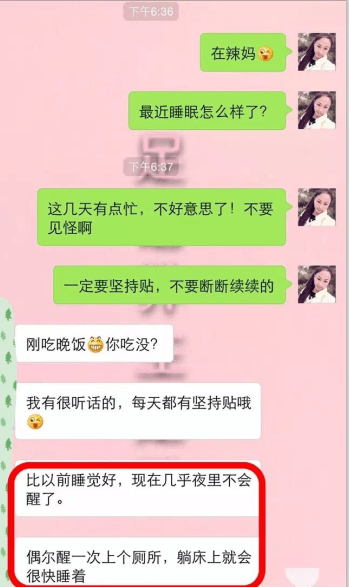 下午6:36
在辣妈
最近睡眠怎么样了?
下午6:37
这几天有点忙，不好意思了！不要
见怪啊
一定要坚持贴，不要断断续续的
刚吃晚饭你吃没？
我有很听话的，每天都有坚持贴哦
比以前睡觉好，现在几乎夜里不会
醒了。
偶尔醒一次上个厕所，躺床上就会
很快睡着